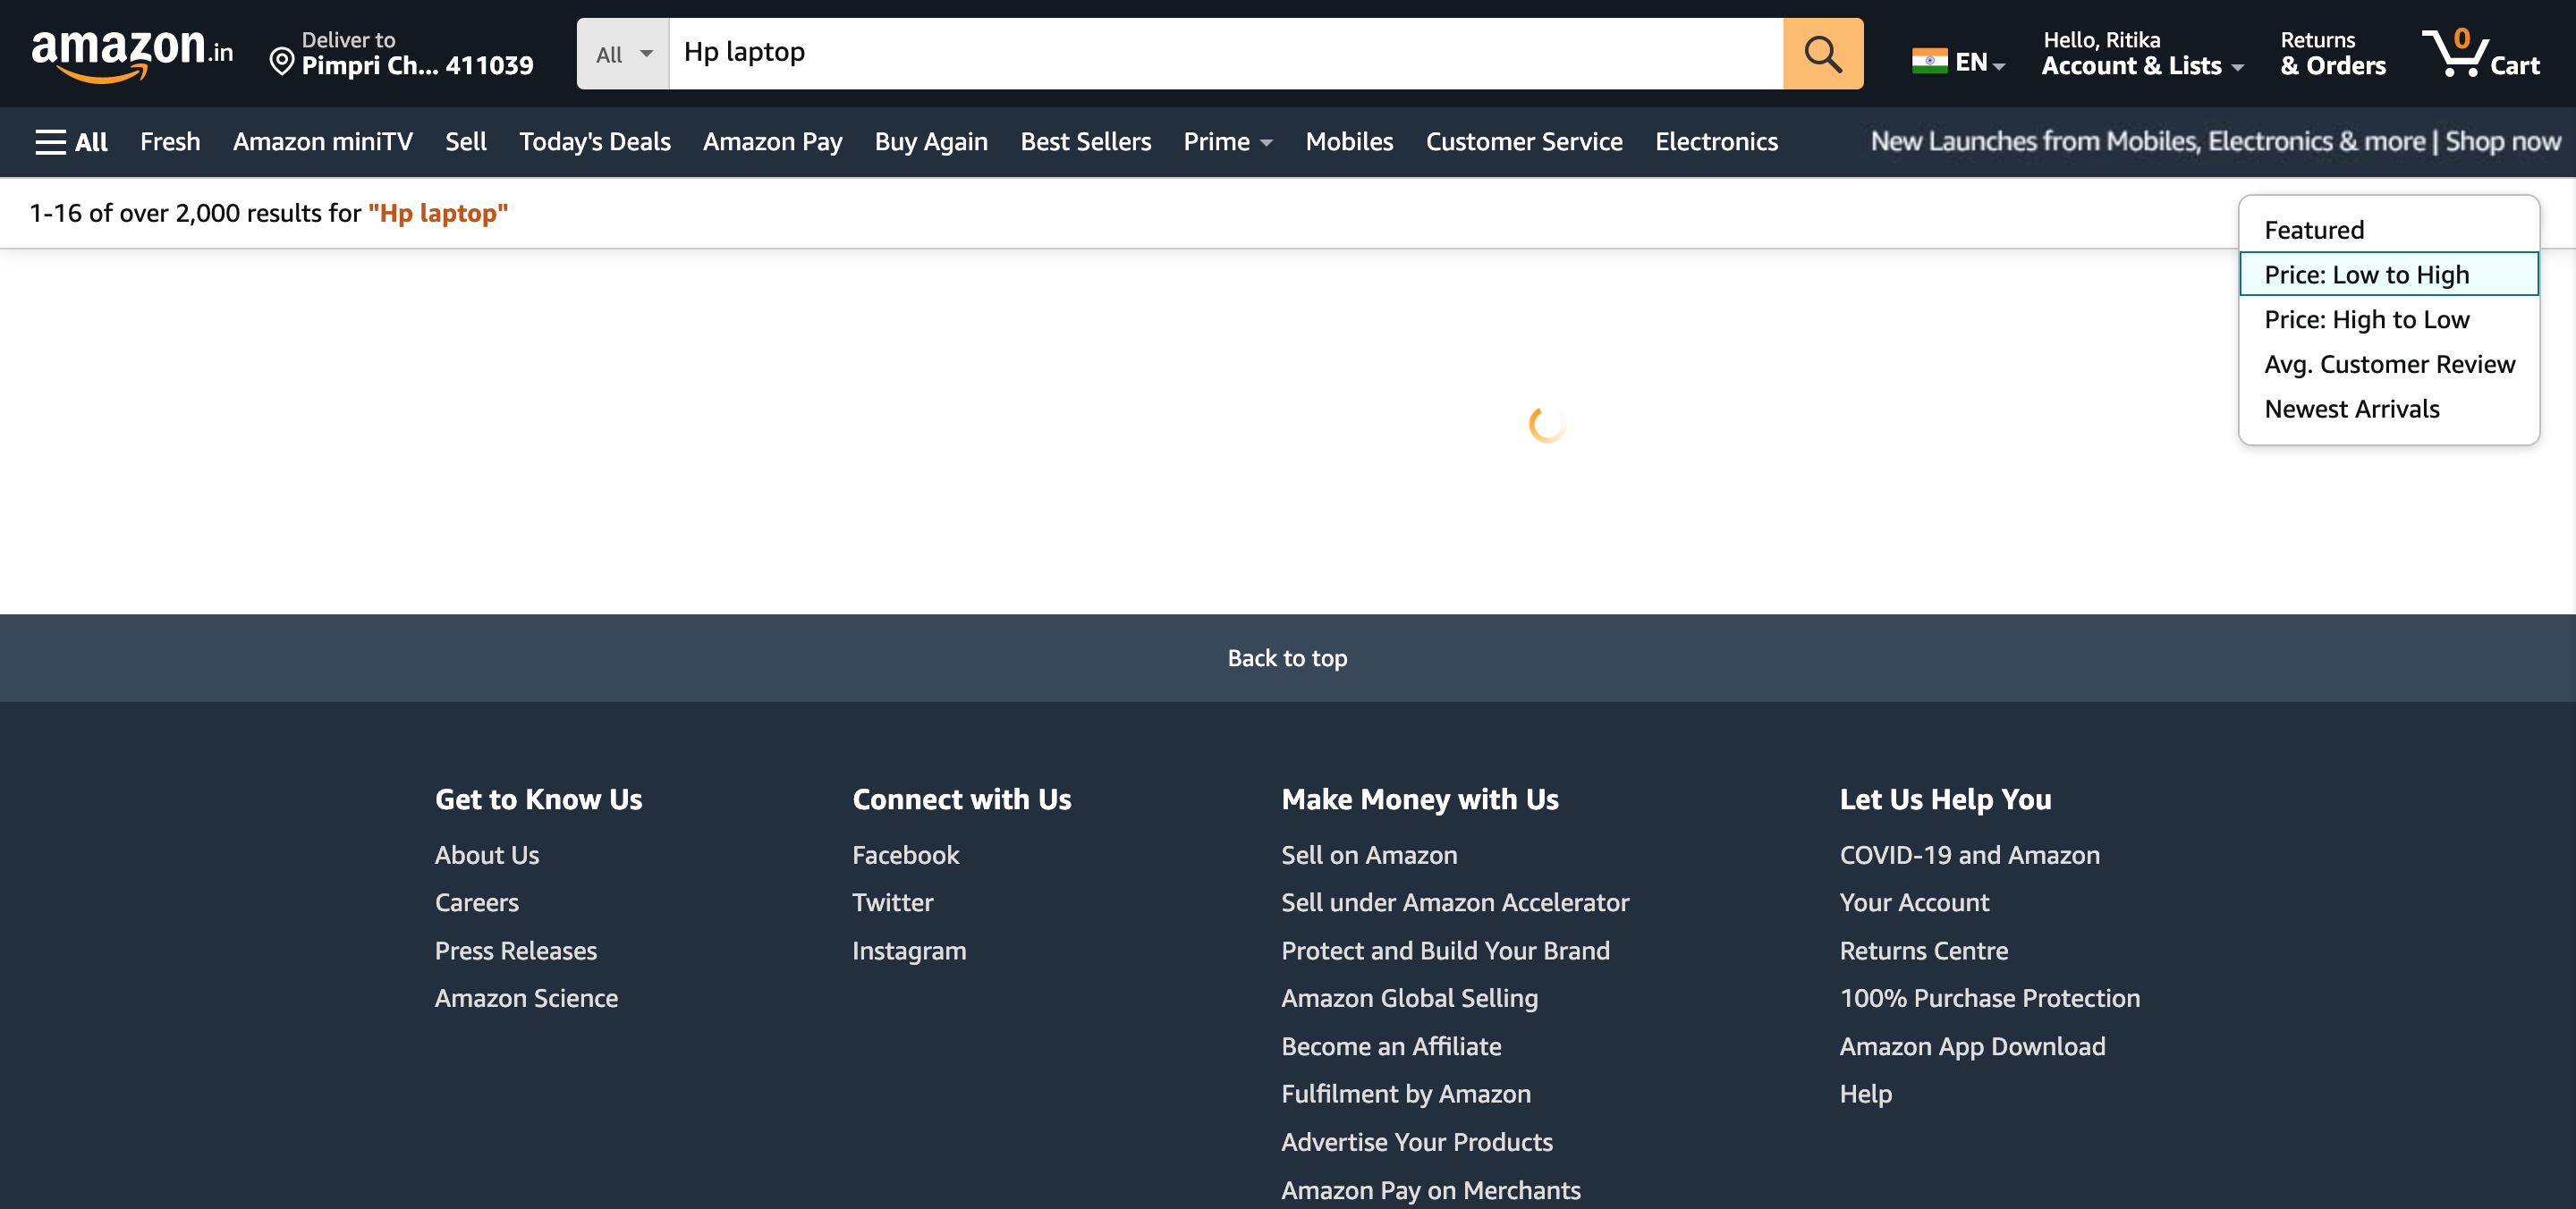 amazon.in
Deliver to
Pimpri Ch... 411039
All
Hp laptop
EN
Hello, Ritika
Account & Lists
Returns
& Orders
0
Cart
All
Fresh
Amazon miniTV
Sell
Today's Deals
Amazon Pay
Buy Again
Best Sellers
Prime
Mobiles
Customer Service
Electronics
New Launches from Mobiles, Electronics & more | Shop now
1-16 of over 2,000 results for "Hp laptop"
Featured
Price: Low to High
Price: High to Low
Avg. Customer Review
Newest Arrivals
Back to top
Get to Know Us
About Us
Careers
Press Releases
Amazon Science
Connect with Us
Facebook
Twitter
Instagram
Make Money with Us
Sell on Amazon
Sell under Amazon Accelerator
Protect and Build Your Brand
Amazon Global Selling
Become an Affiliate
Fulfilment by Amazon
Advertise Your Products
Amazon Pay on Merchants
Let Us Help You
COVID-19 and Amazon
Your Account
Returns Centre
100% Purchase Protection
Amazon App Download
Help